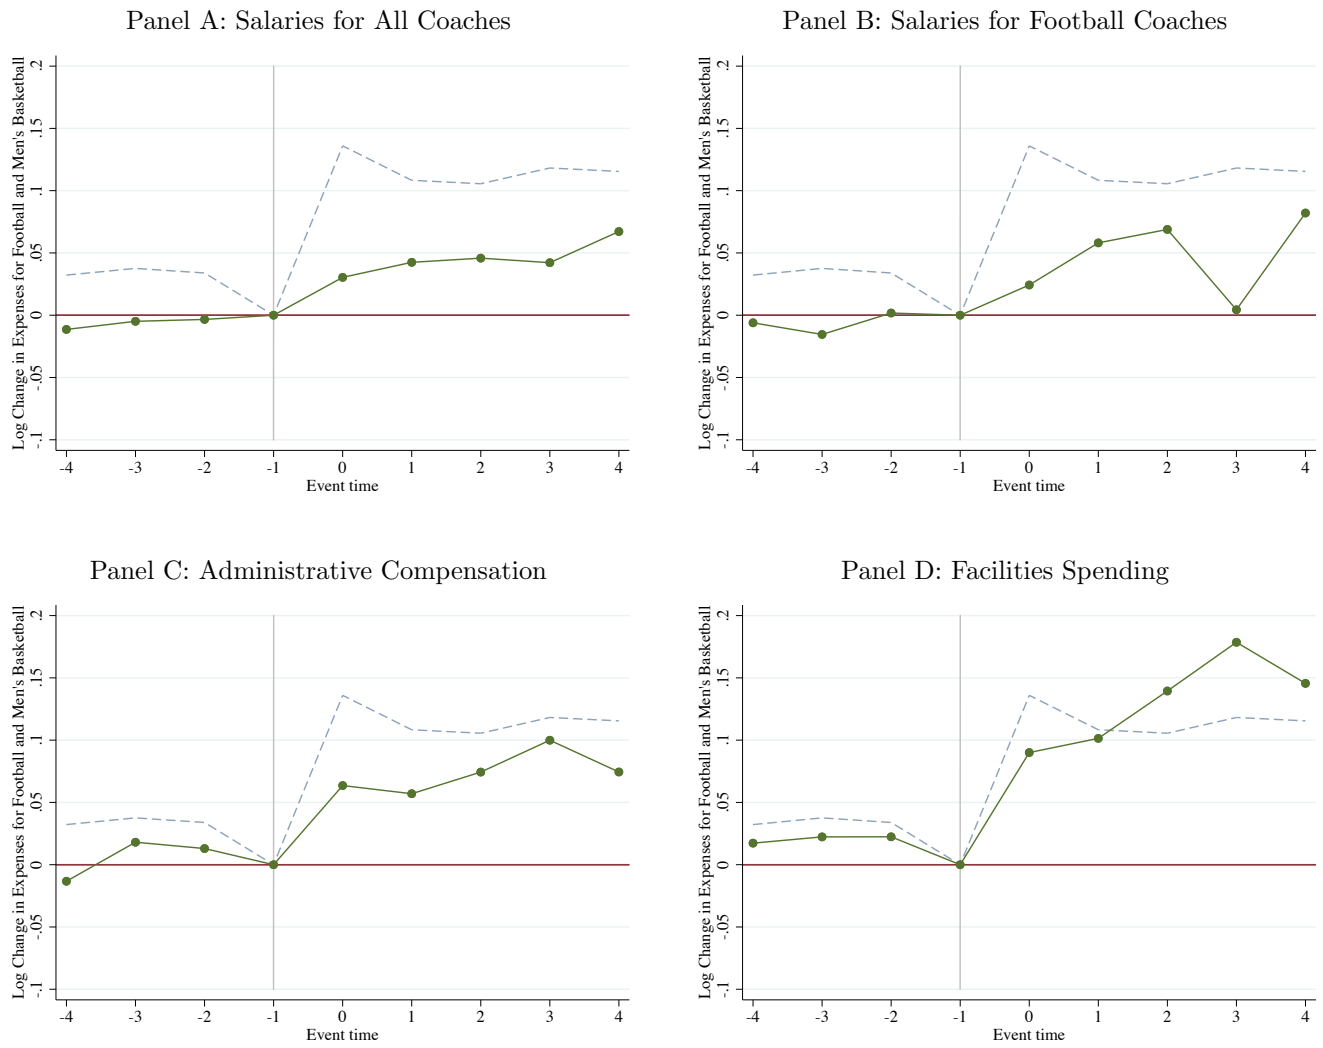 Panel A: Salaries for All Coaches
Log Change in Expenses for Football and Men's Basketball
.2
.15
.1
.05
0
-.05
-.1
-4 -3 -2 -1 0 1 2 3 4
Event time
Panel B: Salaries for Football Coaches
Log Change in Expenses for Football and Men's Basketball
.2
.15
.1
.05
0
-.05
-.1
-4 -3 -2 -1 0 1 2 3 4
Event time
Panel C: Administrative Compensation
Log Change in Expenses for Football and Men's Basketball
.2
.15
.1
.05
0
-.05
-.1
-4 -3 -2 -1 0 1 2 3 4
Event time
Panel D: Facilities Spending
Log Change in Expenses for Football and Men's Basketball
.2
.15
.1
.05
0
-.05
-.1
-4 -3 -2 -1 0 1 2 3 4
Event time